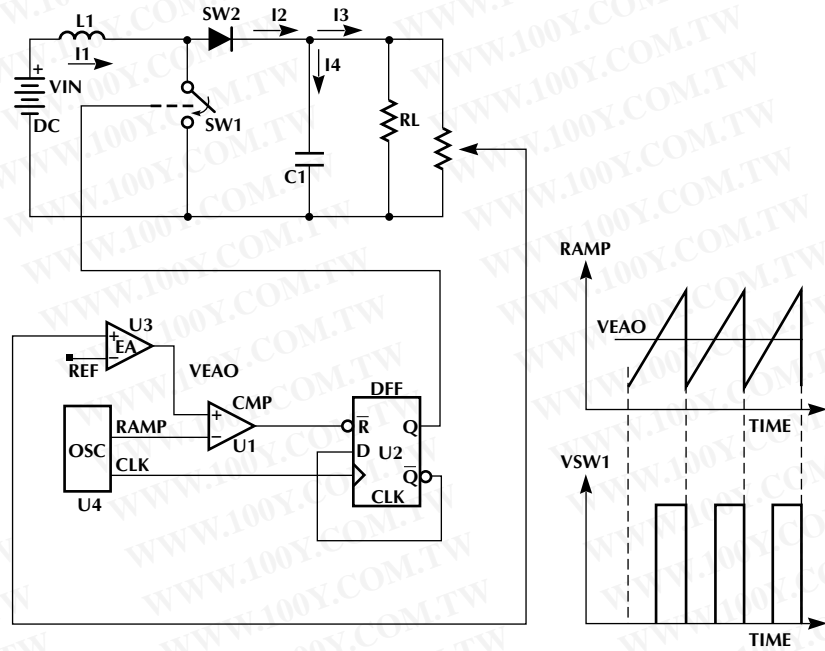 SW2
I2
I3
L1
I1
I4
+
VIN
DC
SW1
RL
C1
RAMP
VEAO
TIME
VSW1
TIME
U3
+
EA
−
REF
VEAO
CMP
+
−
U1
RAMP
OSC
CLK
U4
DFF
R
Q
D
U2
Q
CLK
WWW.100Y.COM.TW